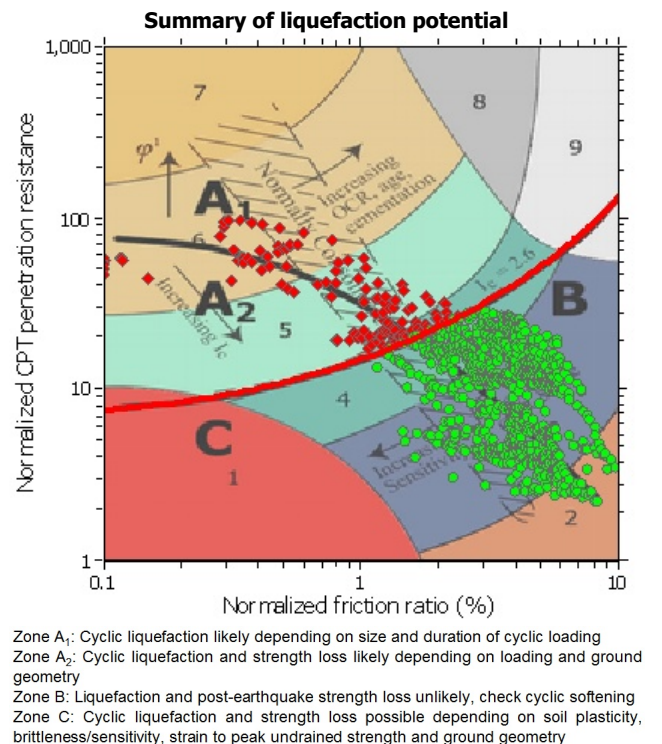 Summary of liquefaction potential
1,000
7
8
9
φ'
Increasing
OCR, age,
cementation
Normally
A1
100
6
Ic = 2.6
A2
B
Increasing Ic
5
Normalized CPT penetration resistance
10
4
C
1
Sensitivity
2
1
0.1
1
10
Normalized friction ratio (%)
Zone A1: Cyclic liquefaction likely depending on size and duration of cyclic loading
Zone A2: Cyclic liquefaction and strength loss likely depending on loading and ground
geometry
Zone B: Liquefaction and post-earthquake strength loss unlikely, check cyclic softening
Zone C: Cyclic liquefaction and strength loss possible depending on soil plasticity,
brittleness/sensitivity, strain to peak undrained strength and ground geometry